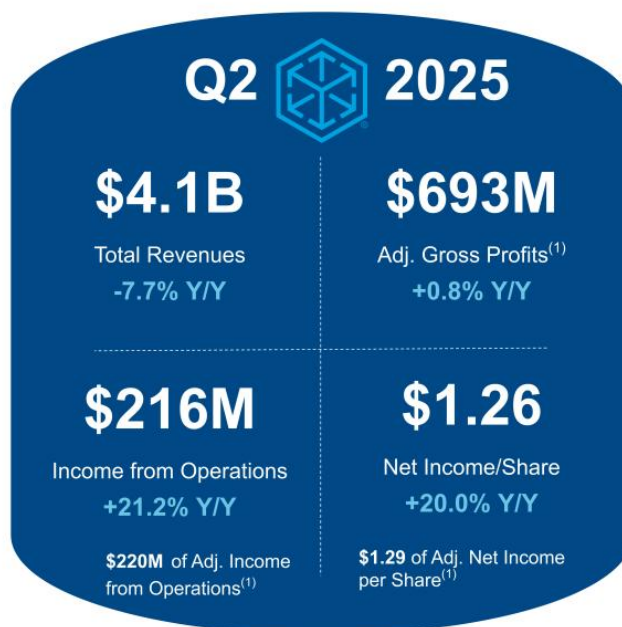 Q2 2025
$4.1B
Total Revenues
-7.7% Y/Y
$693M
Adj. Gross Profits(1)
+0.8% Y/Y
$216M
Income from Operations
+21.2% Y/Y
$220M of Adj. Income
from Operations(1)
$1.26
Net Income/Share
+20.0% Y/Y
$1.29 of Adj. Net Income
per Share(1)